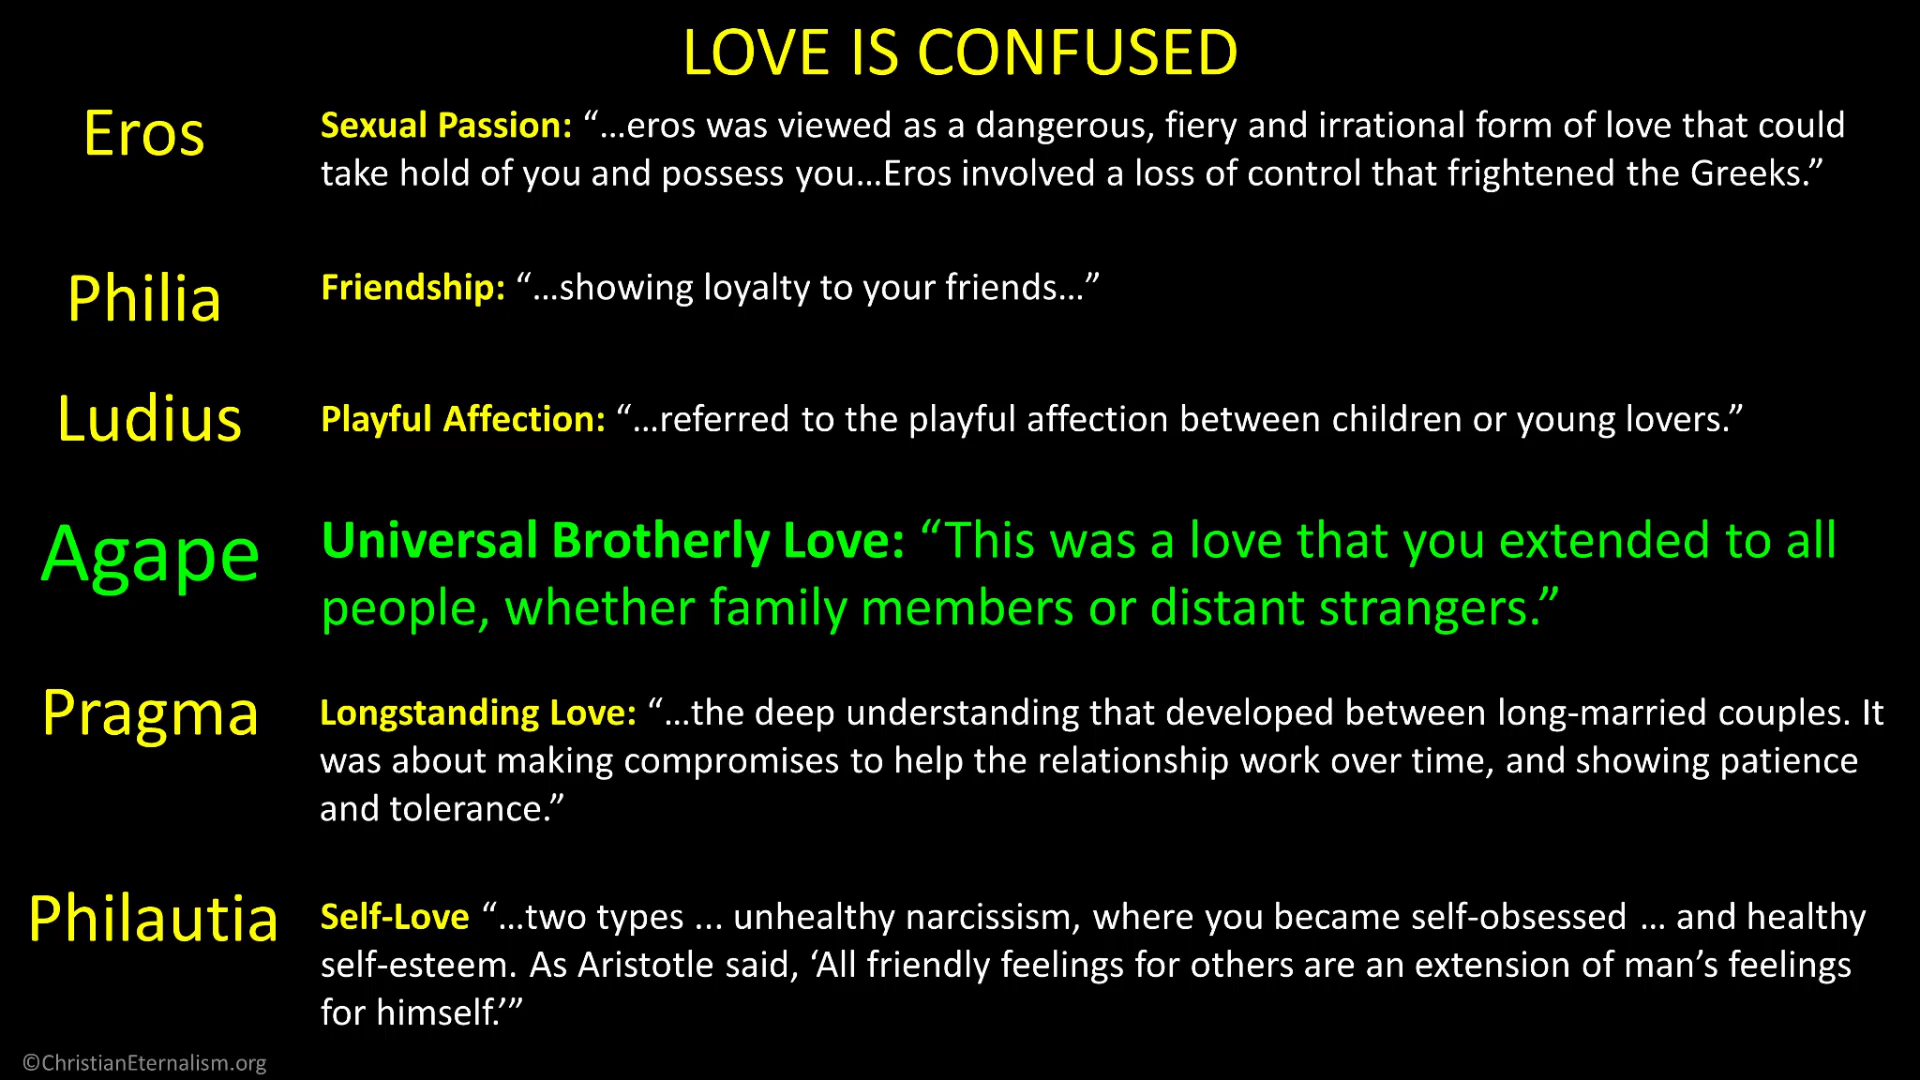 LOVE IS CONFUSED
Eros
Sexual Passion: “…eros was viewed as a dangerous, fiery and irrational form of love that could
take hold of you and possess you…Eros involved a loss of control that frightened the Greeks.”
Philia
Friendship: “…showing loyalty to your friends…”
Ludius
Playful Affection: “…referred to the playful affection between children or young lovers.”
Agape
Universal Brotherly Love: “This was a love that you extended to all
people, whether family members or distant strangers.”
Pragma
Longstanding Love: “…the deep understanding that developed between long-married couples. It
was about making compromises to help the relationship work over time, and showing patience
and tolerance.”
Philautia
Self-Love “…two types ... unhealthy narcissism, where you became self-obsessed … and healthy
self-esteem. As Aristotle said, ‘All friendly feelings for others are an extension of man’s feelings
for himself.’”
©ChristianEternalism.org